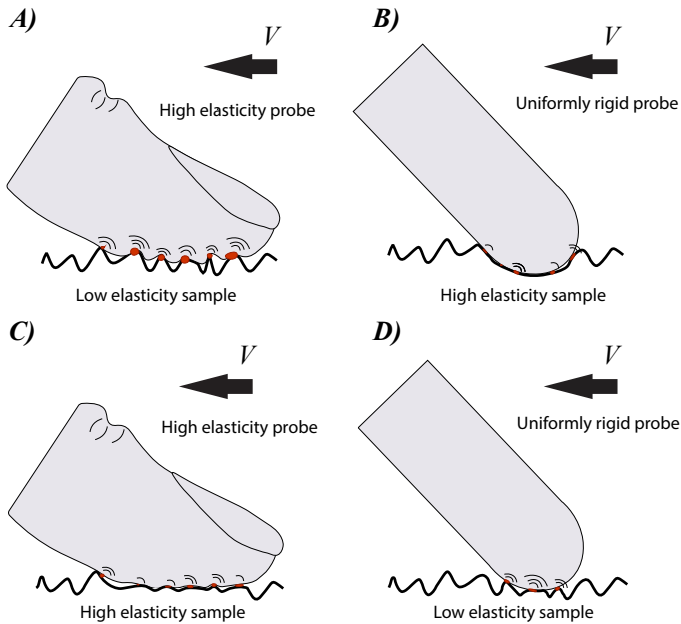 A)
V
High elasticity probe
Low elasticity sample
B)
V
Uniformly rigid probe
High elasticity sample
C)
V
High elasticity probe
High elasticity sample
D)
V
Uniformly rigid probe
Low elasticity sample